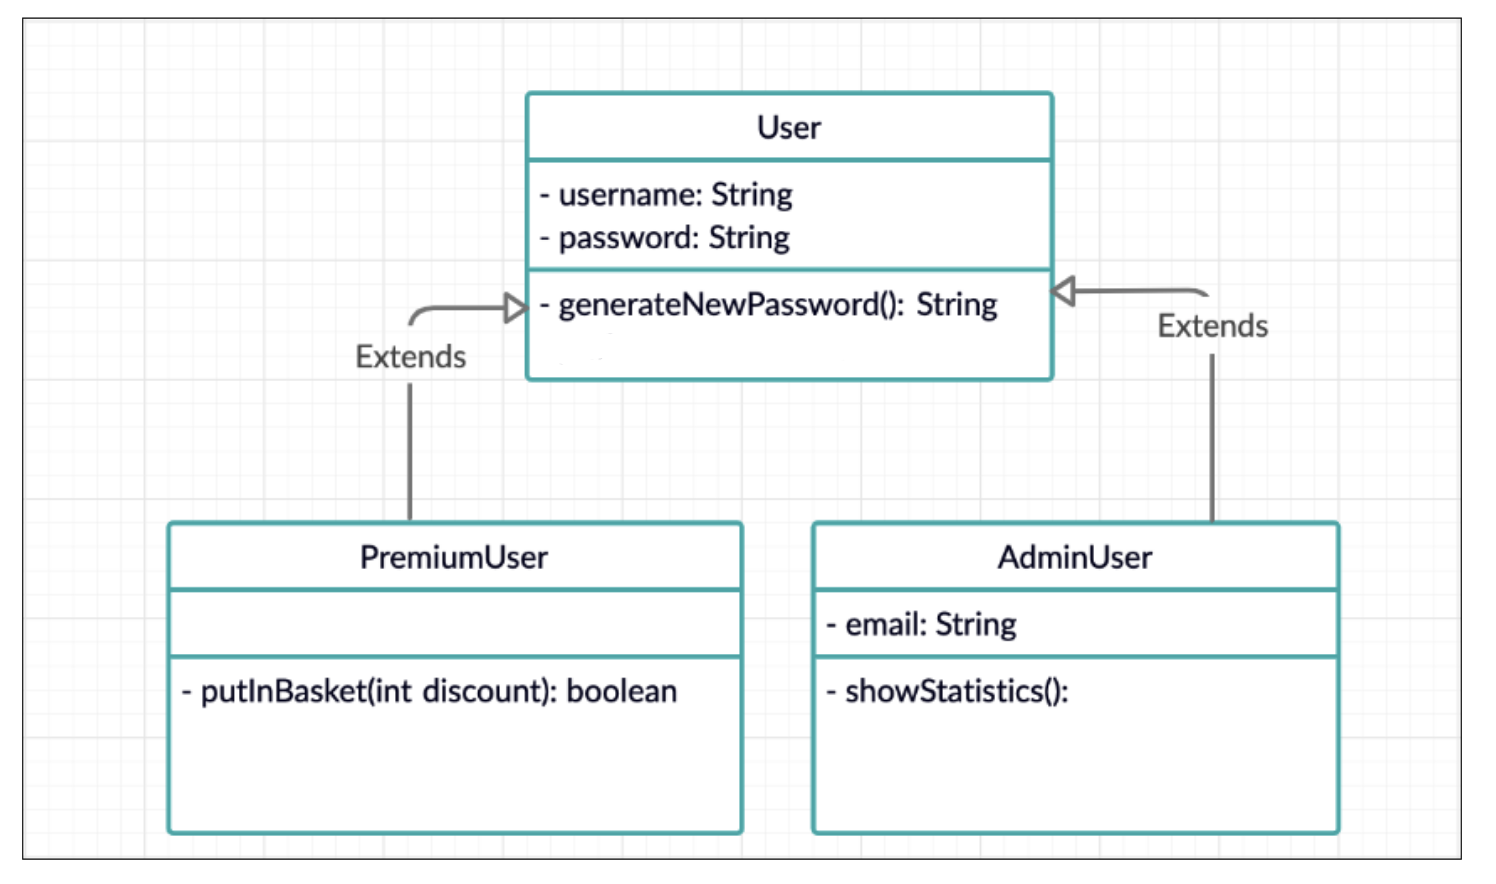 User
- username: String
- password: String
- generateNewPassword(): String
Extends
Extends
PremiumUser
- putInBasket(int discount): boolean
AdminUser
- email: String
- showStatistics():